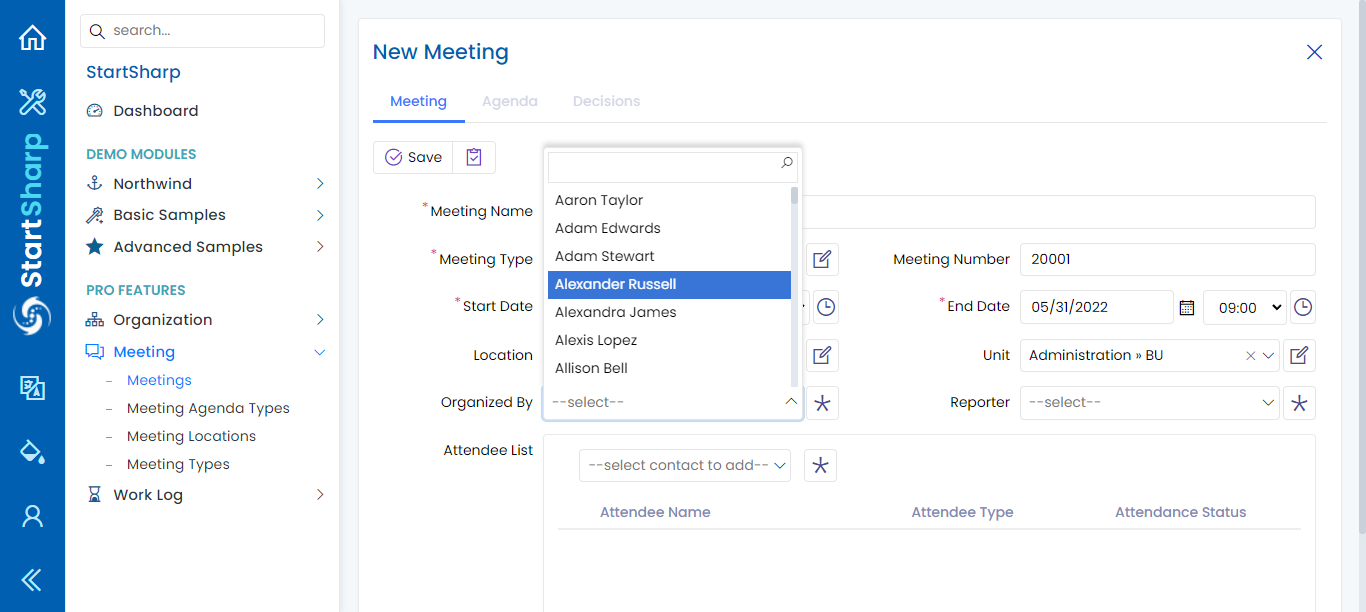 StartSharp
search...
StartSharp
Dashboard
DEMO MODULES
Northwind
Basic Samples
Advanced Samples
PRO FEATURES
Organization
Meeting
– Meetings
– Meeting Agenda Types
– Meeting Locations
– Meeting Types
Work Log
New Meeting
Meeting Agenda Decisions
Save
*Meeting Name
*Meeting Type
Meeting Number 20001
*Start Date
*End Date 05/31/2022 09:00
Location
Unit Administration » BU
Organized By --select--
Reporter --select--
Aaron Taylor
Adam Edwards
Adam Stewart
Alexander Russell
Alexandra James
Alexis Lopez
Allison Bell
Attendee List
--select contact to add--
Attendee Name Attendee Type Attendance Status